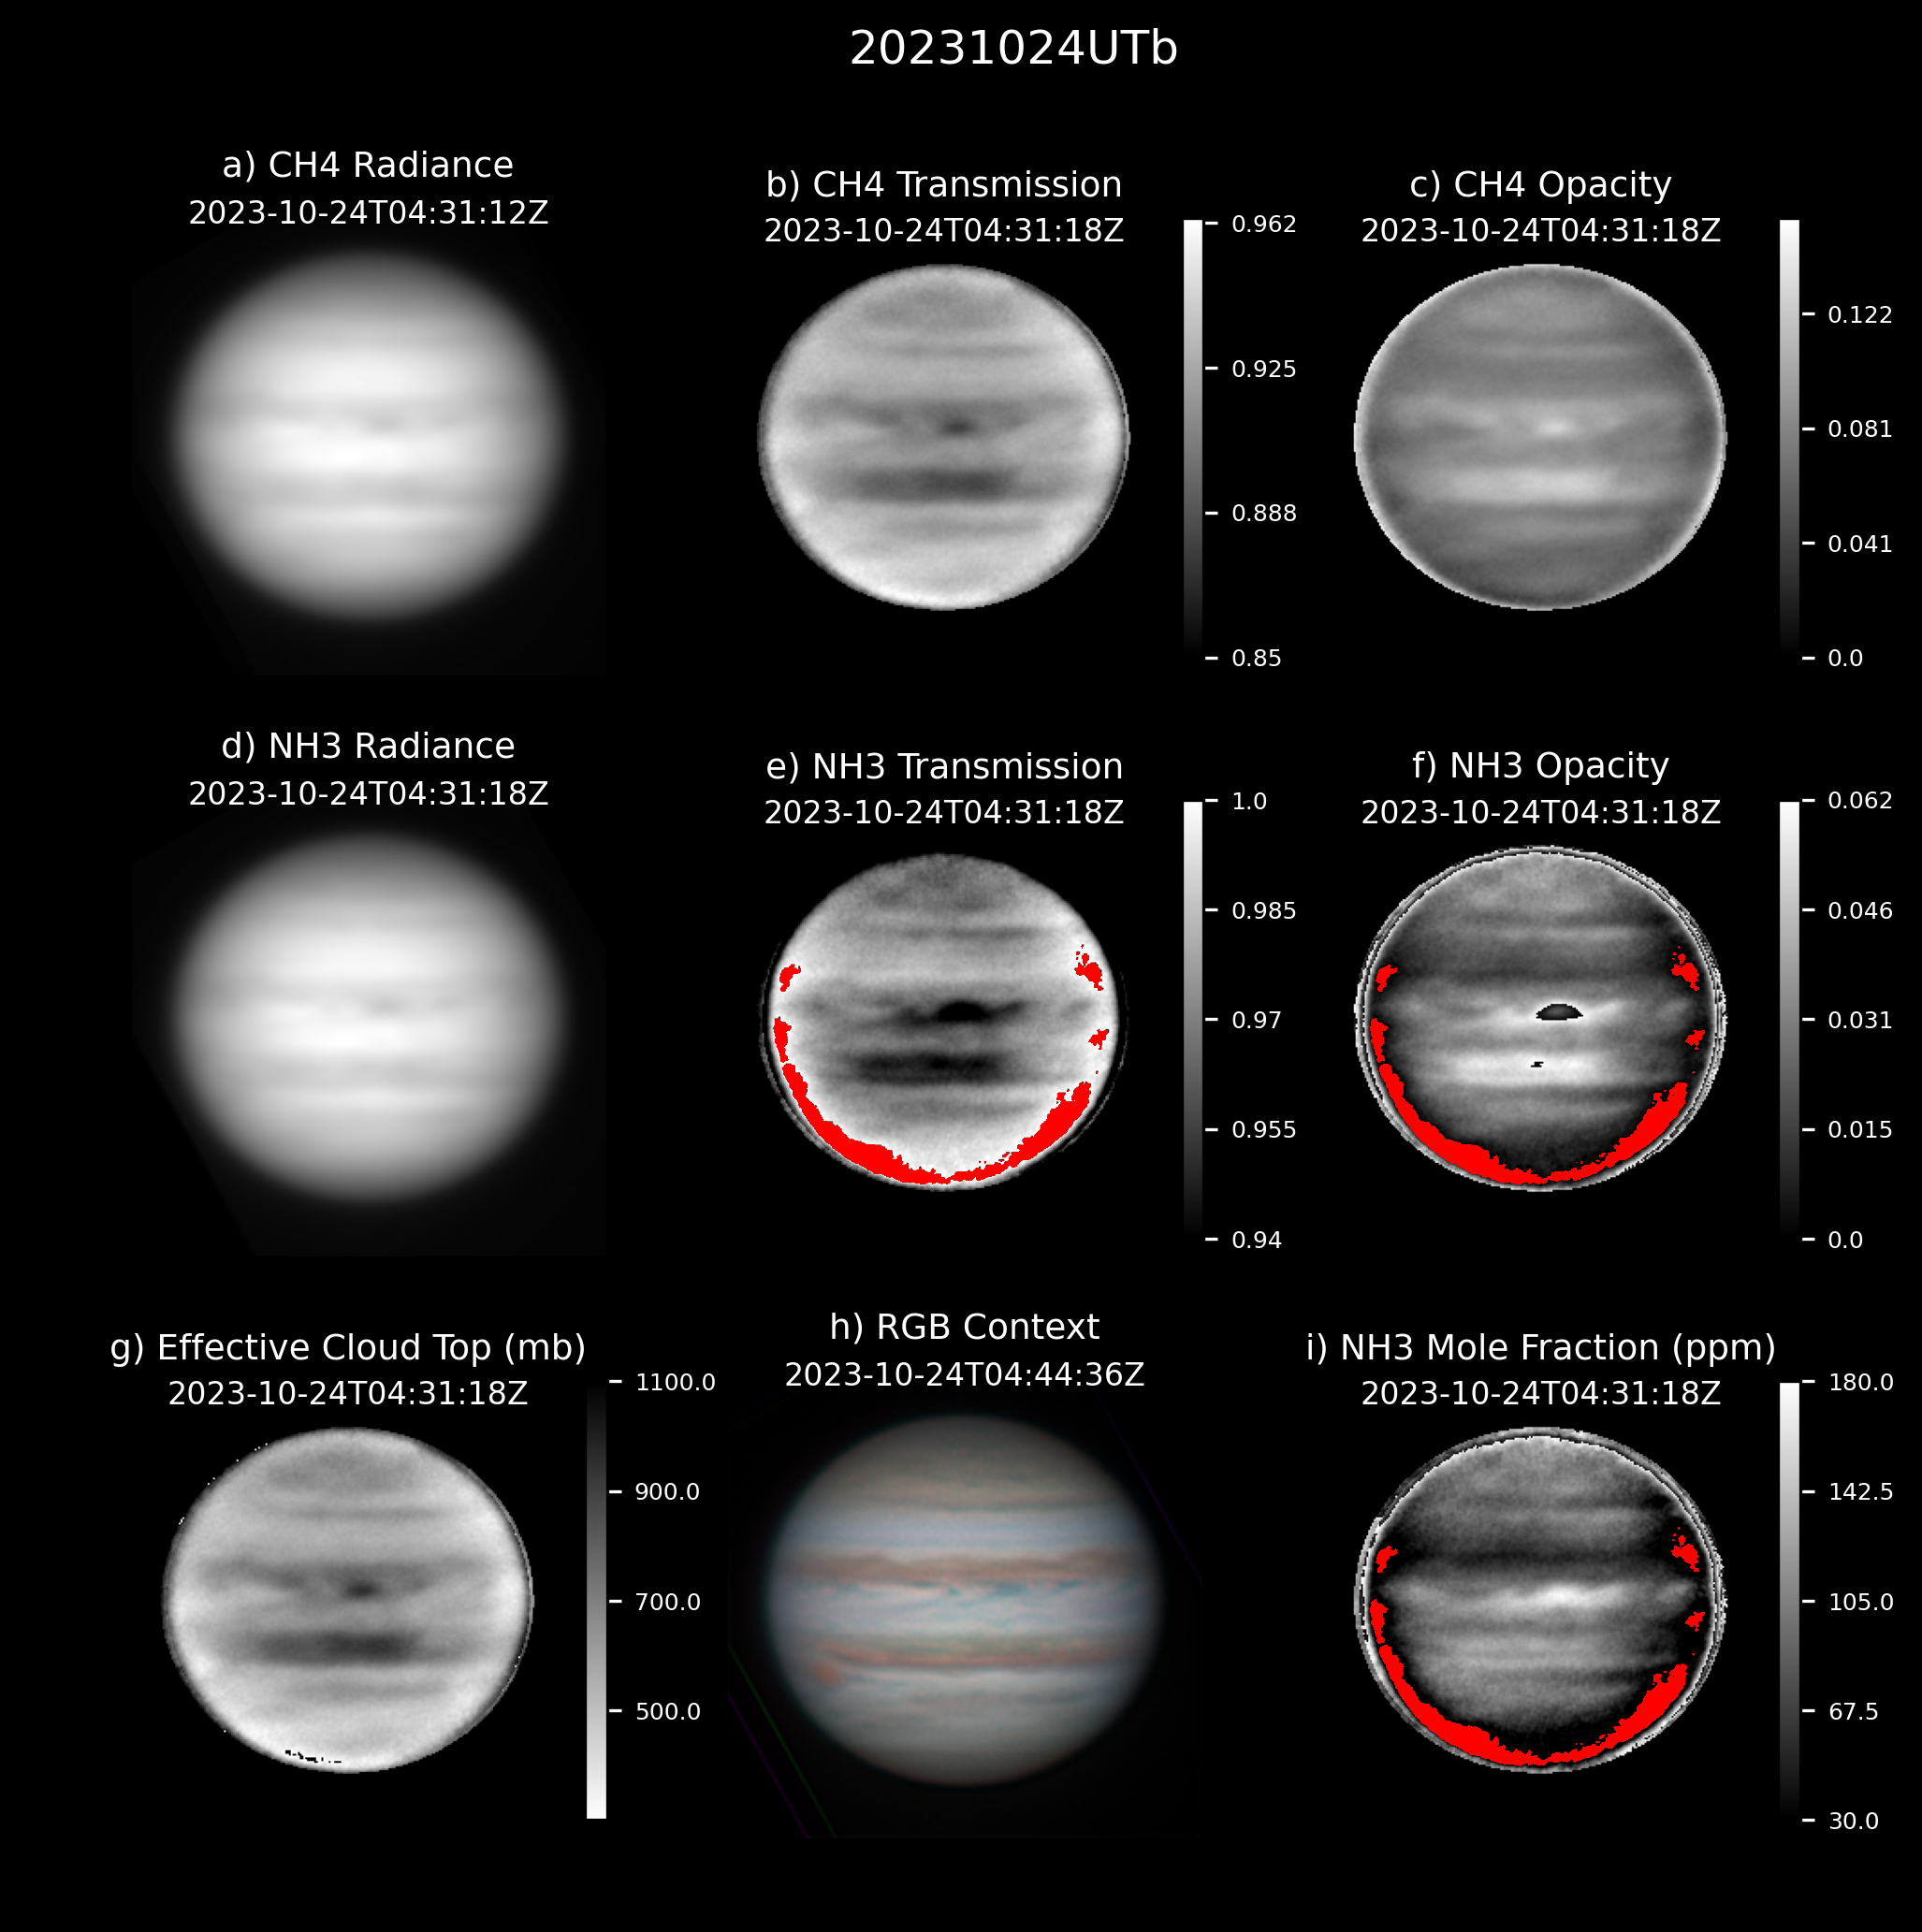 20231024UTb
a) CH4 Radiance
2023-10-24T04:31:12Z
b) CH4 Transmission
2023-10-24T04:31:18Z
0.962
0.925
0.888
0.85
c) CH4 Opacity
2023-10-24T04:31:18Z
0.122
0.081
0.041
0.0
d) NH3 Radiance
2023-10-24T04:31:18Z
e) NH3 Transmission
2023-10-24T04:31:18Z
1.0
0.985
0.97
0.955
0.94
f) NH3 Opacity
2023-10-24T04:31:18Z
0.062
0.046
0.031
0.015
0.0
g) Effective Cloud Top (mb)
2023-10-24T04:31:18Z
1100.0
900.0
700.0
500.0
h) RGB Context
2023-10-24T04:44:36Z
i) NH3 Mole Fraction (ppm)
2023-10-24T04:31:18Z
180.0
142.5
105.0
67.5
30.0